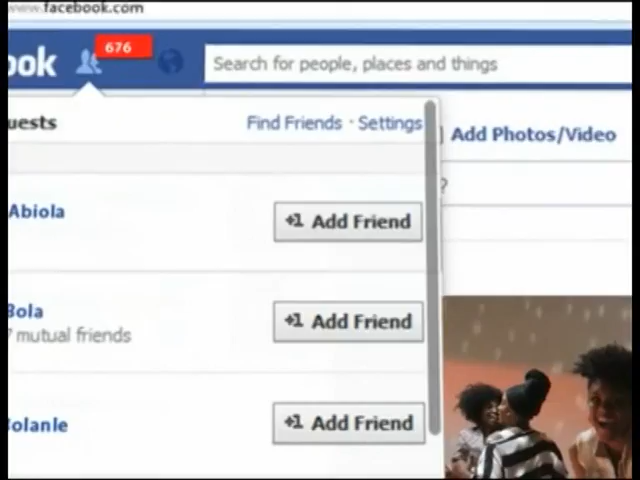 www.facebook.com
ook
676
Search for people, places and things
uests
Find Friends · Settings
Add Photos/Video
?
Abiola
+1 Add Friend
Bola
7 mutual friends
+1 Add Friend
olanle
+1 Add Friend